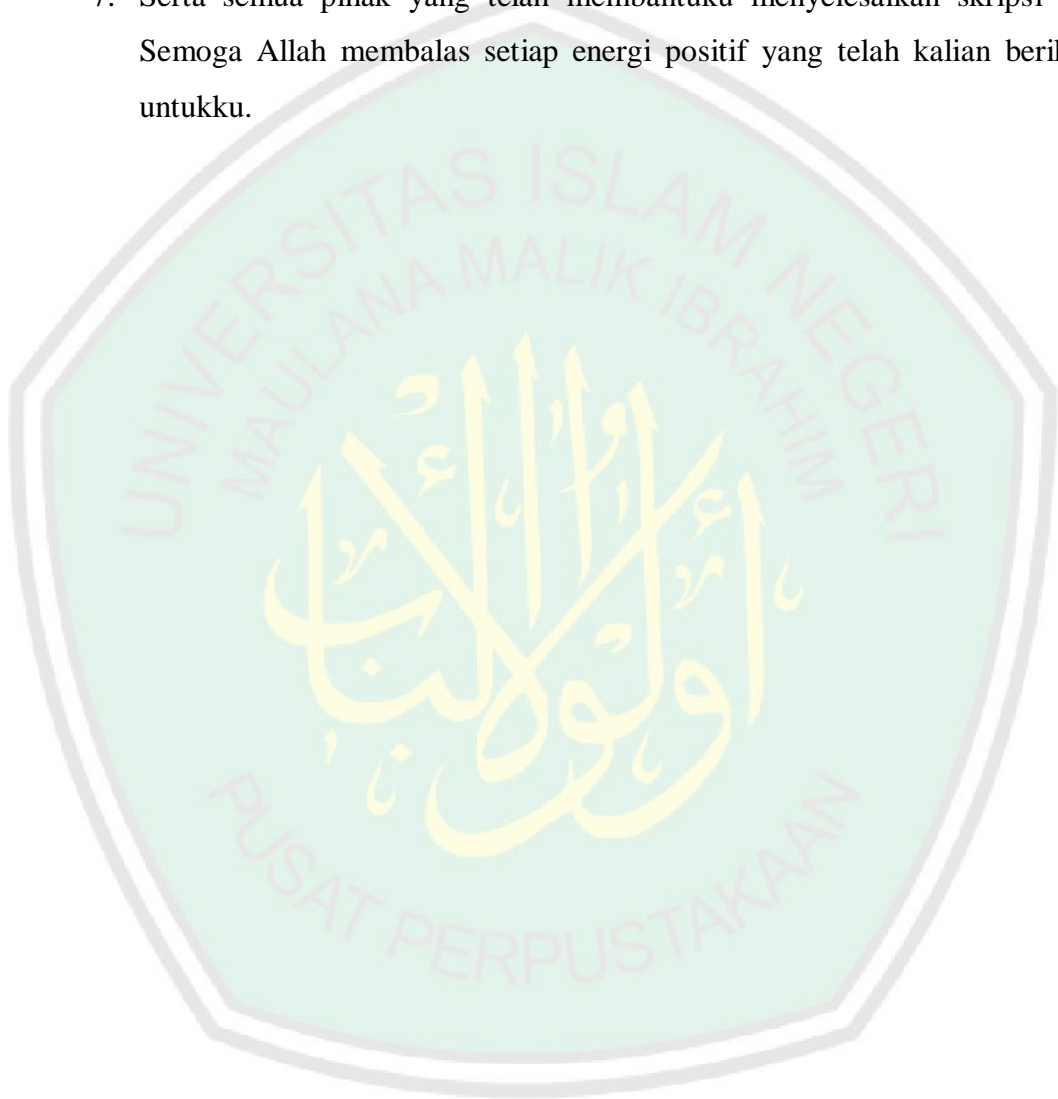 7. Serta semua pihak yang telah membantuku menyelesaikan skripsi
Semoga Allah membalas setiap energi positif yang telah kalian
untukku.
UNIVERSITAS ISLAM NEGERI
MAULANA MALIK IBRAHIM
أولو الألباب
PUSAT PERPUSTAKAAN